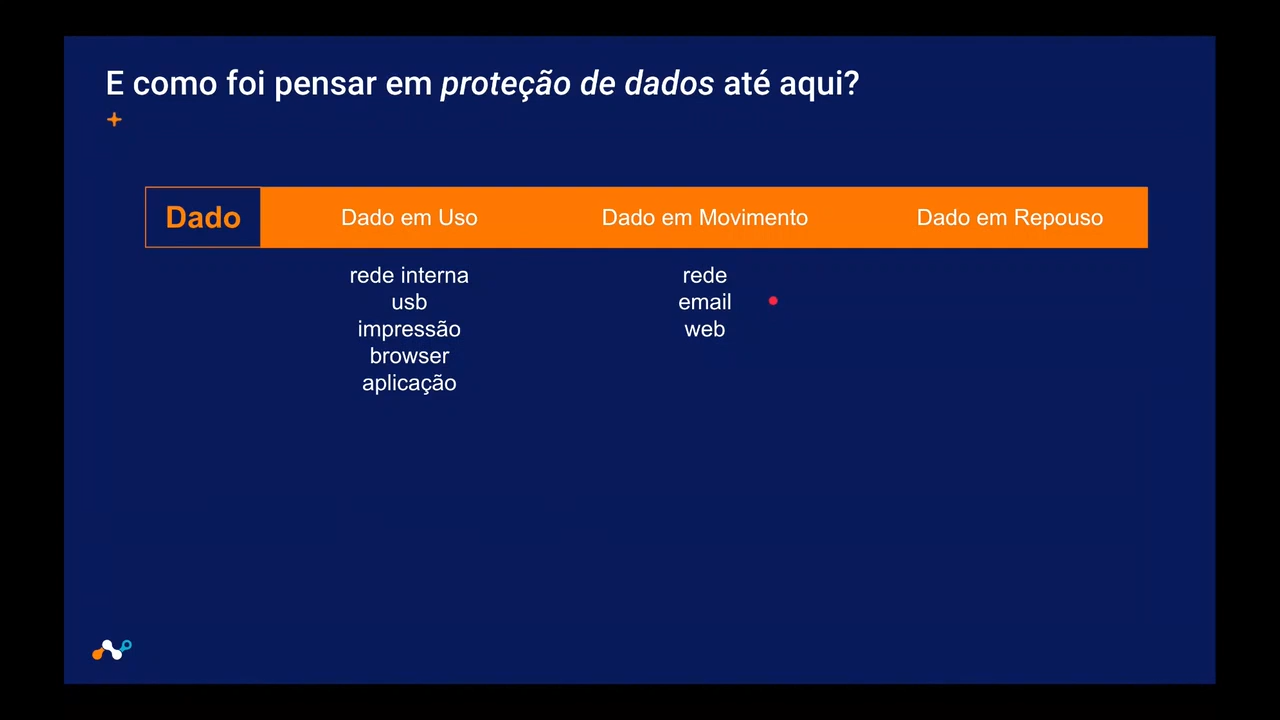 E como foi pensar em proteção de dados até aqui?
Dado
Dado em Uso
Dado em Movimento
Dado em Repouso
rede interna
usb
impressão
browser
aplicação
rede
email
web